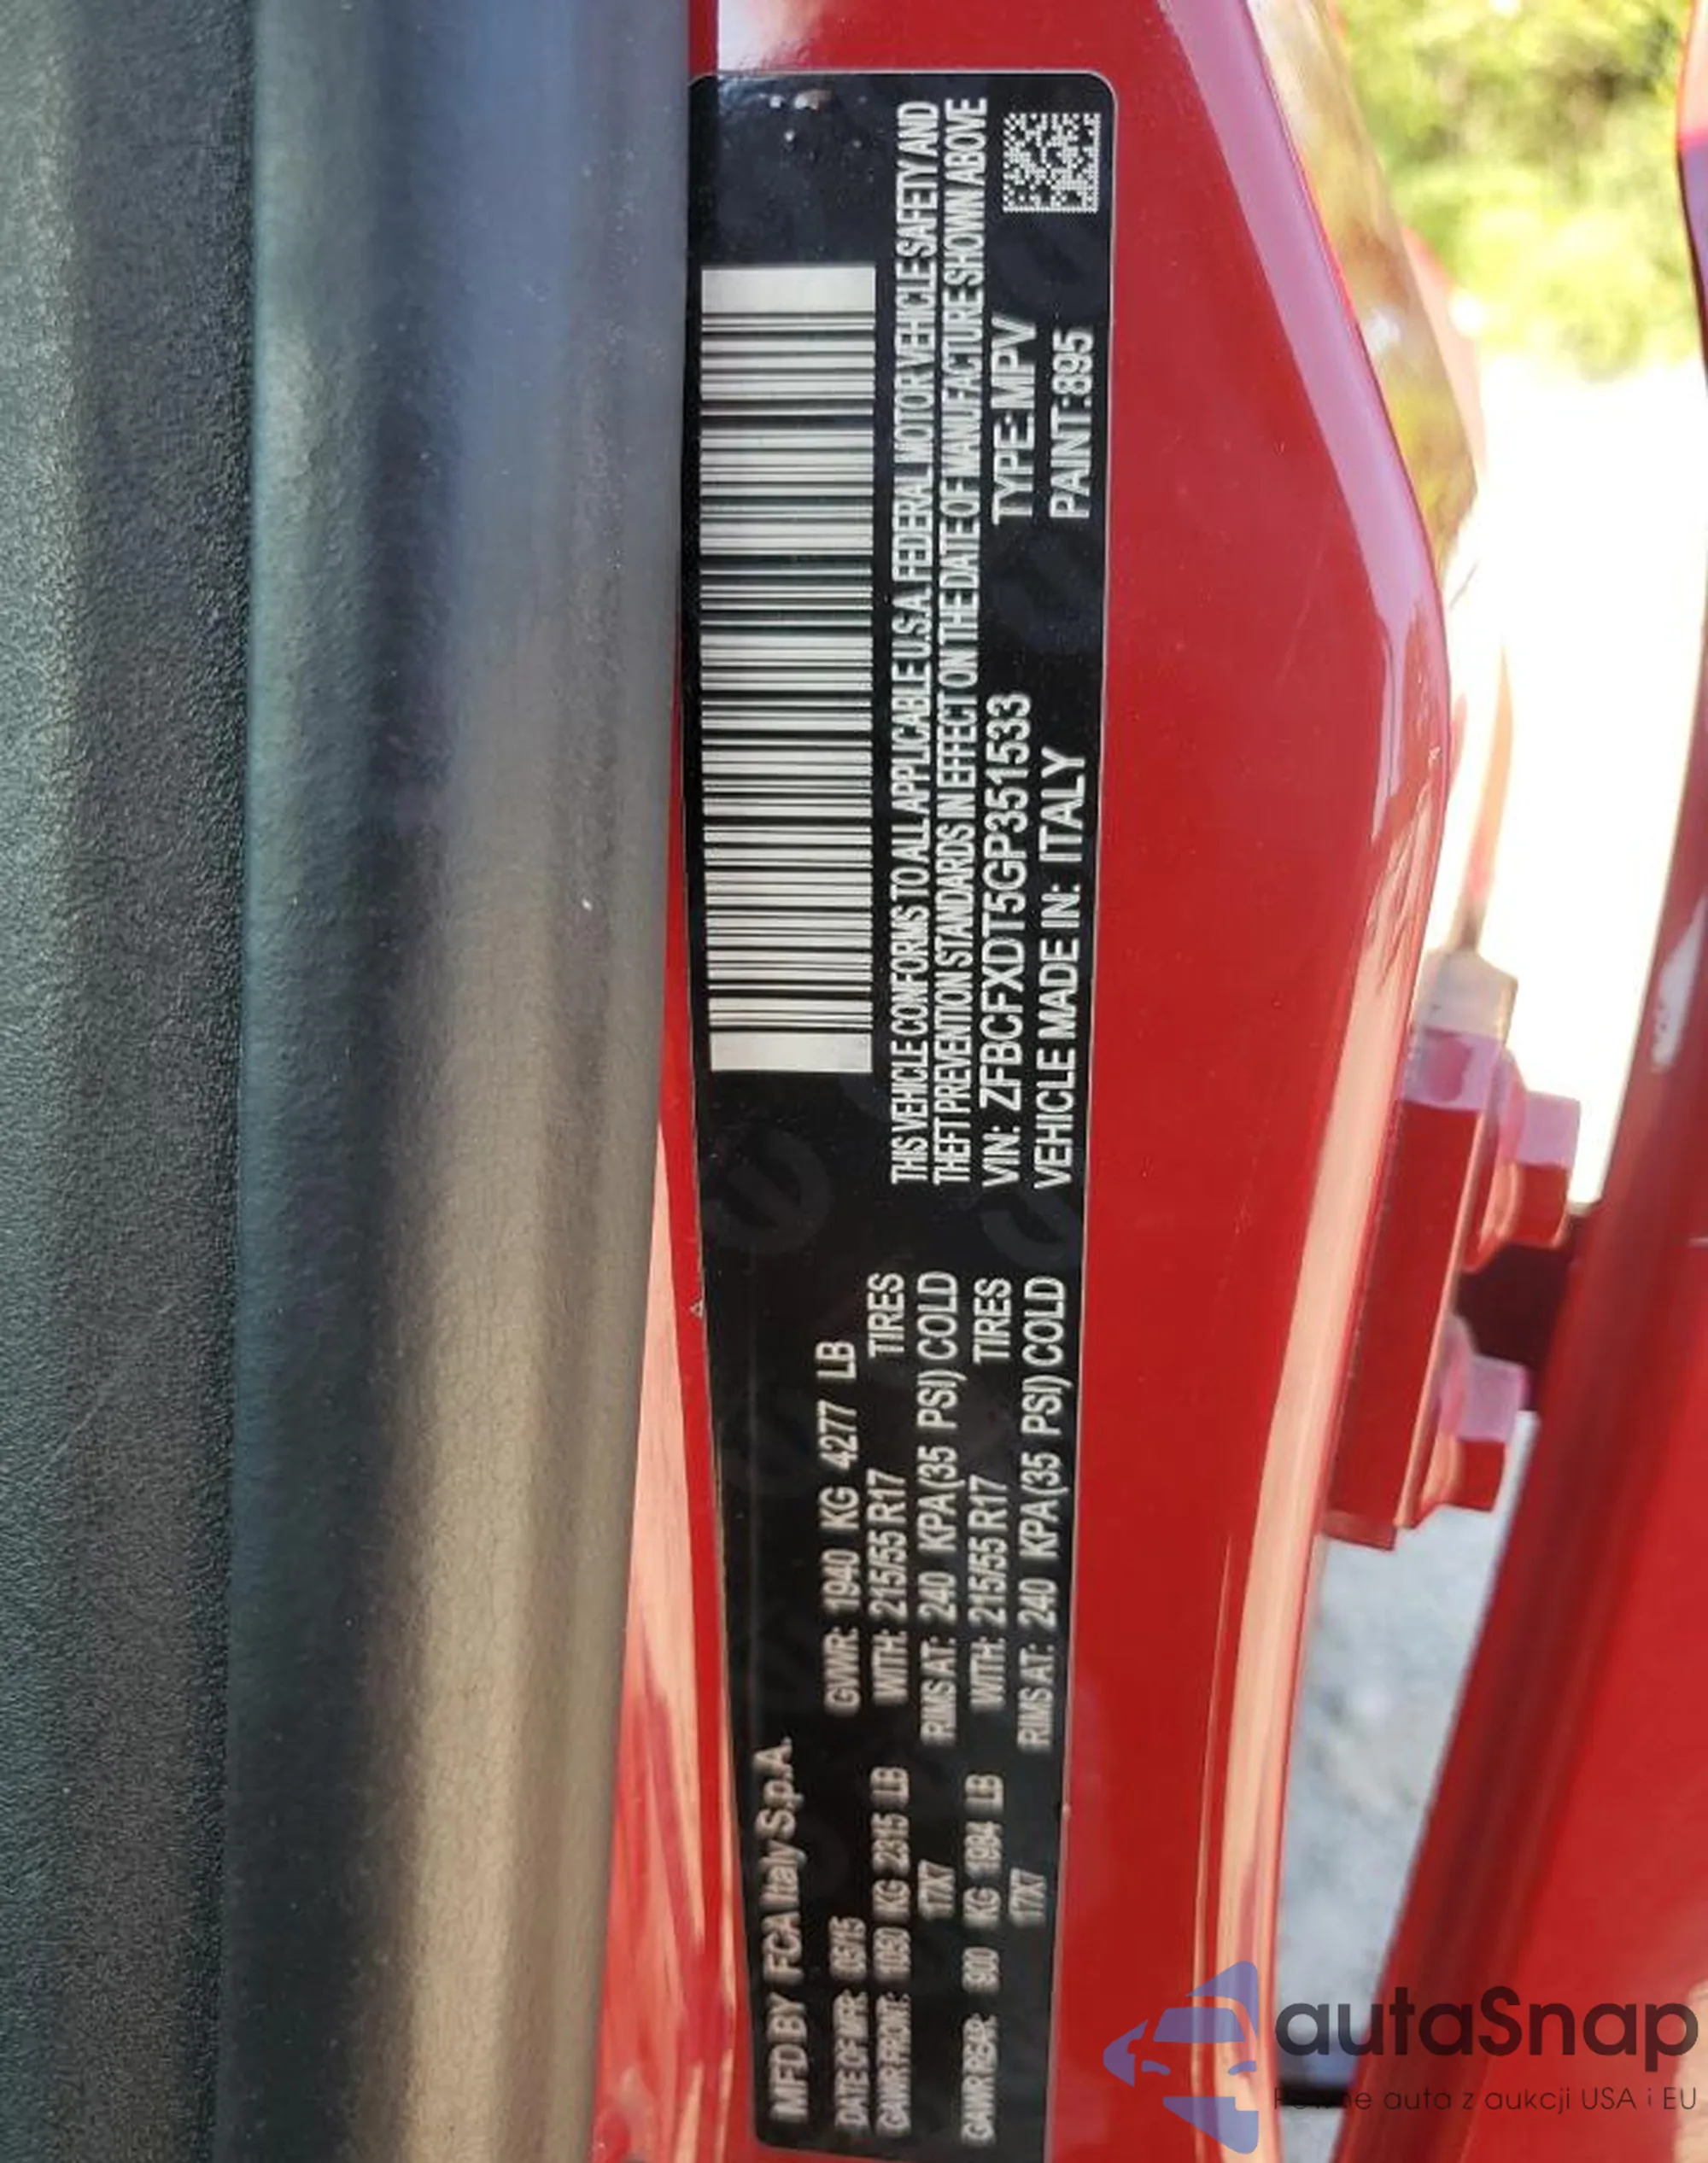 MFD BY FCA Italy S.p.A.
DATE OF MFR: 05/15 GVWR: 1940 KG 4277 LB
GAWR FRONT: 1050 KG 2315 LB WITH: 215/55 R17 TIRES
17X7 RIMS AT: 240 KPA (35 PSI) COLD
GAWR REAR: 900 KG 1984 LB WITH: 215/55 R17 TIRES
17X7 RIMS AT: 240 KPA (35 PSI) COLD
THIS VEHICLE CONFORMS TO ALL APPLICABLE U.S.A. FEDERAL MOTOR VEHICLE SAFETY AND
THEFT PREVENTION STANDARDS IN EFFECT ON THE DATE OF MANUFACTURE SHOWN ABOVE
VIN: ZFBCFXDT5GP351533 TYPE: MPV
VEHICLE MADE IN: ITALY PAINT: 895
autaSnap
Pewne auta z aukcji USA i EU